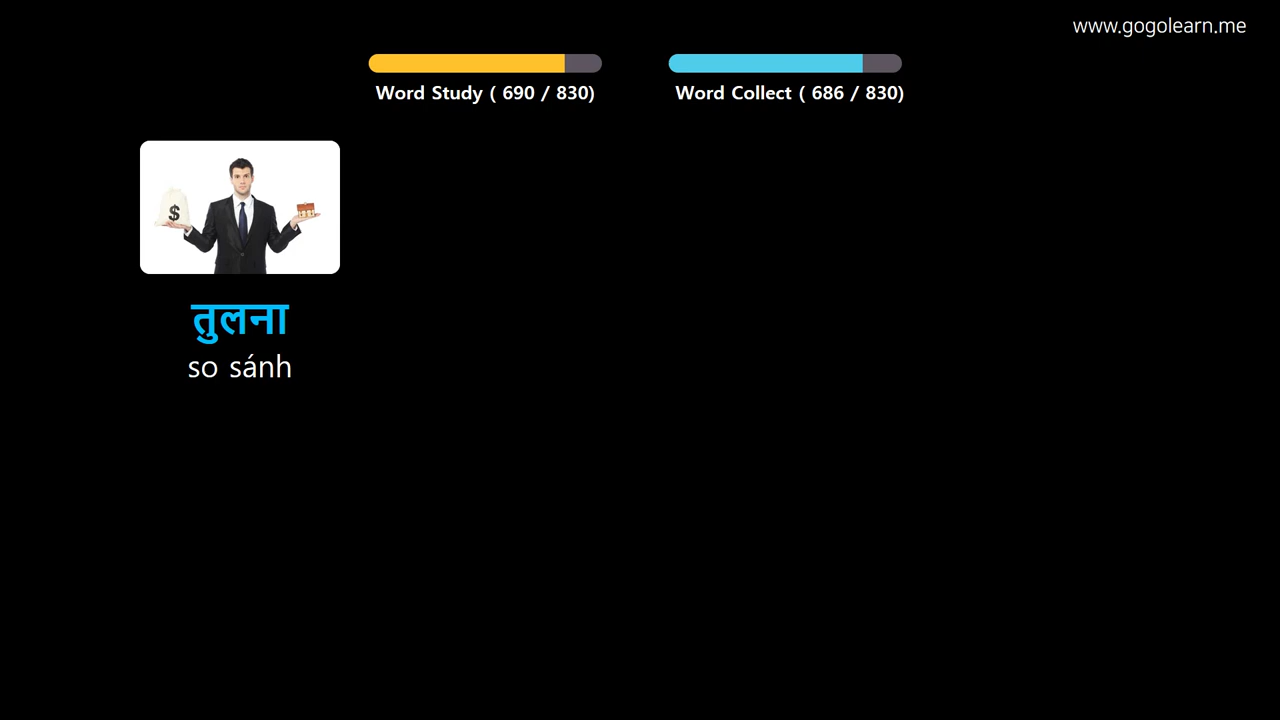 www.gogolearn.me
Word Study ( 690 / 830)
Word Collect ( 686 / 830)
$
तुलना
so sánh